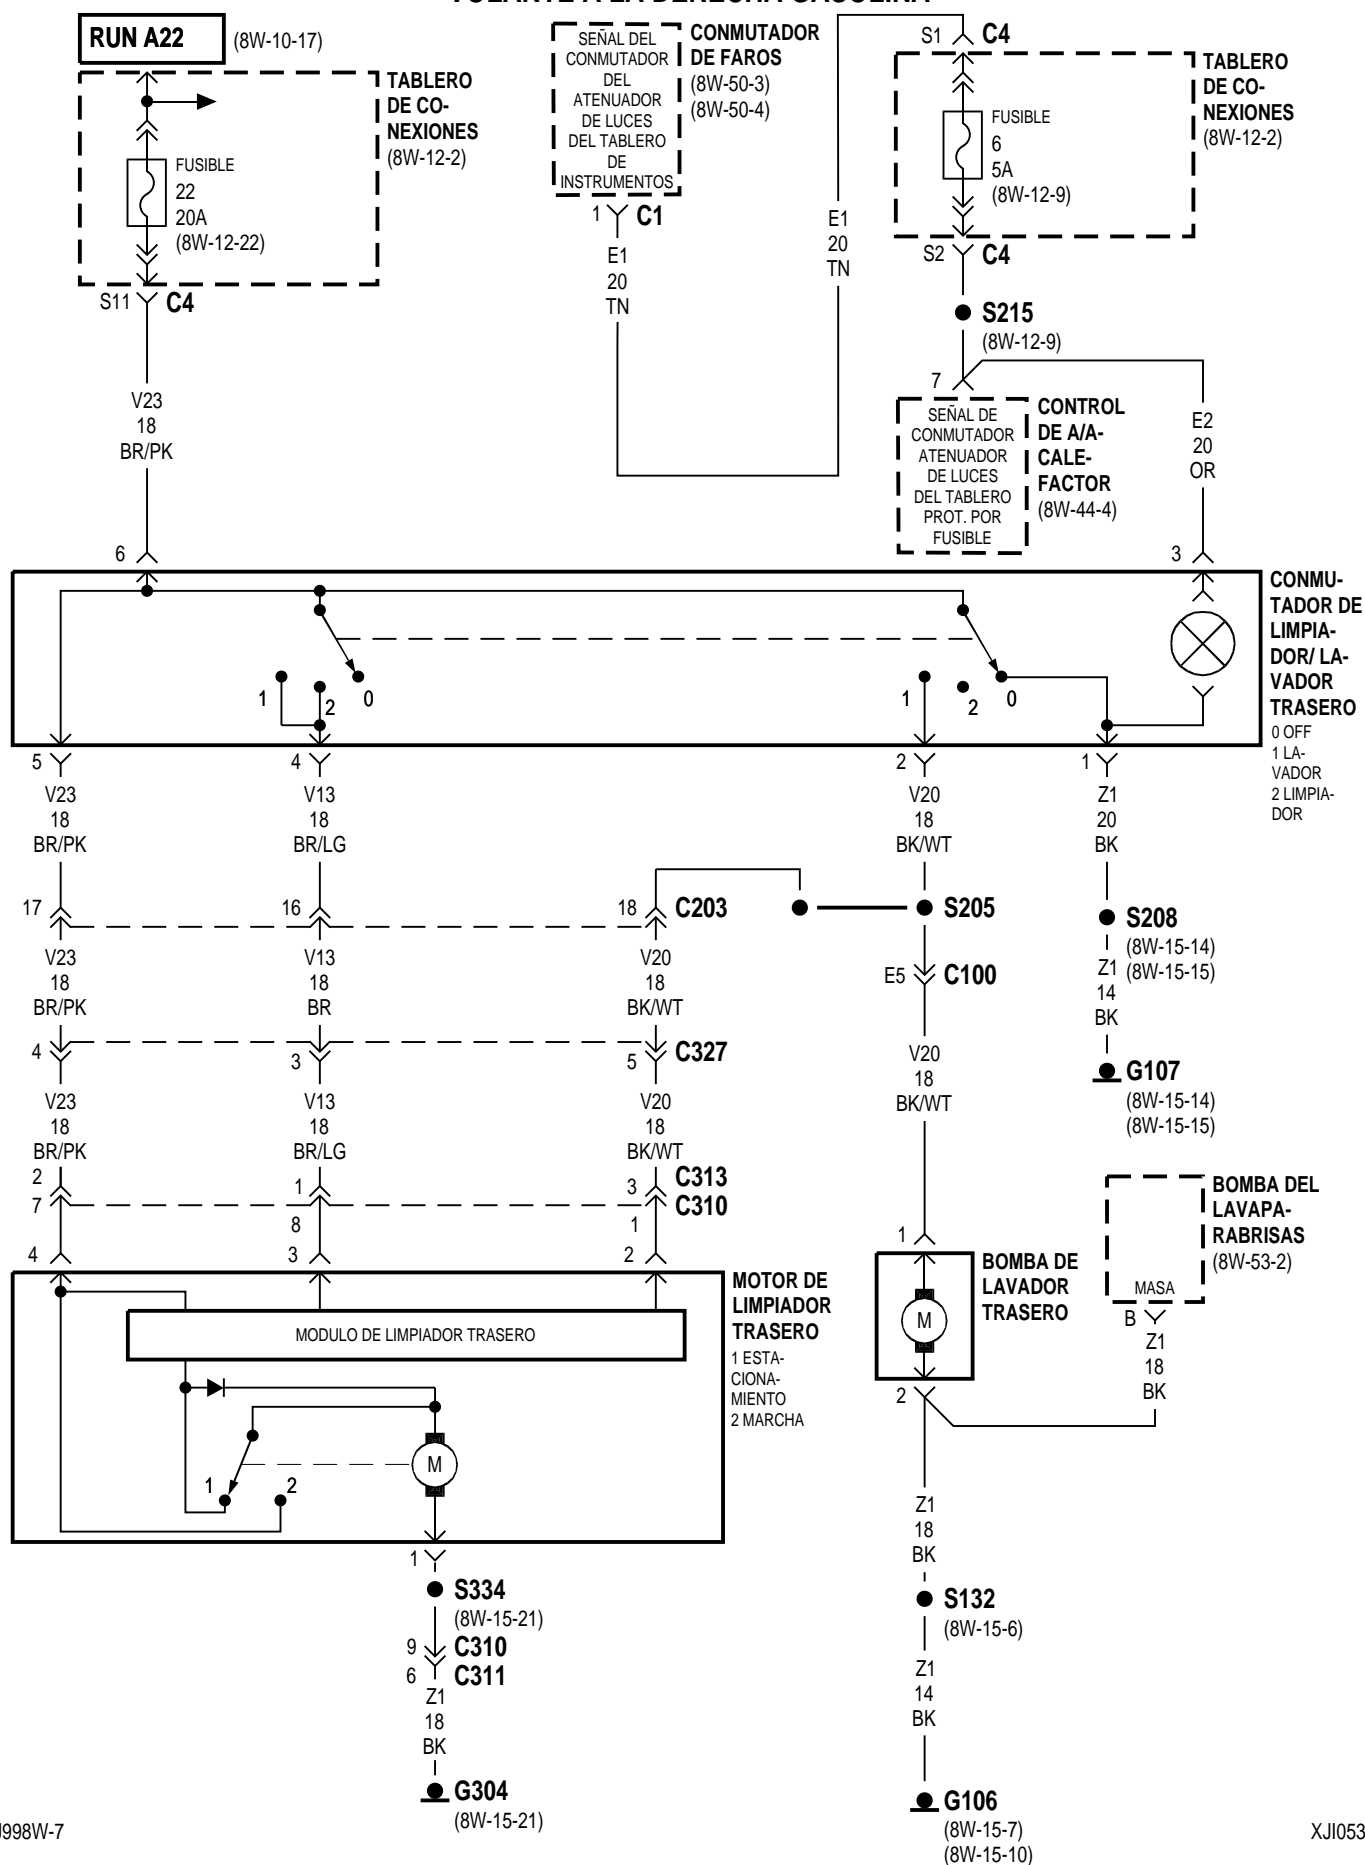 VOLANTE A LA DERECHA GASOLINA
RUN A22
(8W-10-17)
TABLERO
DE CO-
NEXIONES
(8W-12-2)
FUSIBLE
22
20A
(8W-12-22)
S11
C4
V23
18
BR/PK
6
SEÑAL DEL
CONMUTADOR
DEL
ATENUADOR
DE LUCES
DEL TABLERO
DE
INSTRUMENTOS
CONMUTADOR
DE FAROS
(8W-50-3)
(8W-50-4)
1
C1
E1
20
TN
E1
20
TN
S1
C4
TABLERO
DE CO-
NEXIONES
(8W-12-2)
FUSIBLE
6
5A
(8W-12-9)
S2
C4
S215
(8W-12-9)
7
SEÑAL DE
CONMUTADOR
ATENUADOR
DE LUCES
DEL TABLERO
PROT. POR
FUSIBLE
CONTROL
DE A/A-
CALE-
FACTOR
(8W-44-4)
E2
20
OR
3
CONMU-
TADOR DE
LIMPIA-
DOR/ LA-
VADOR
TRASERO
0 OFF
1 LA-
VADOR
2 LIMPIA-
DOR
1
2
0
1
2
0
5
4
2
1
V23
18
BR/PK
V13
18
BR/LG
V20
18
BK/WT
Z1
20
BK
17
16
18
C203
S205
S208
(8W-15-14)
(8W-15-15)
V23
18
BR/PK
V13
18
BR
V20
18
BK/WT
E5
C100
Z1
14
BK
4
3
5
C327
V20
18
BK/WT
G107
(8W-15-14)
(8W-15-15)
V23
18
BR/PK
V13
18
BR/LG
V20
18
BK/WT
2
1
3
C313
7
8
1
C310
4
3
2
MOTOR DE
LIMPIADOR
TRASERO
1 ESTA-
CIONA-
MIENTO
2 MARCHA
MODULO DE LIMPIADOR TRASERO
M
1
2
1
S334
(8W-15-21)
9
C310
6
C311
Z1
18
BK
G304
(8W-15-21)
1
BOMBA DE
LAVADOR
TRASERO
M
2
BOMBA DEL
LAVAPA-
RABRISAS
(8W-53-2)
MASA
B
Z1
18
BK
Z1
18
BK
S132
(8W-15-6)
Z1
14
BK
G106
(8W-15-7)
(8W-15-10)
J998W-7
XJI053